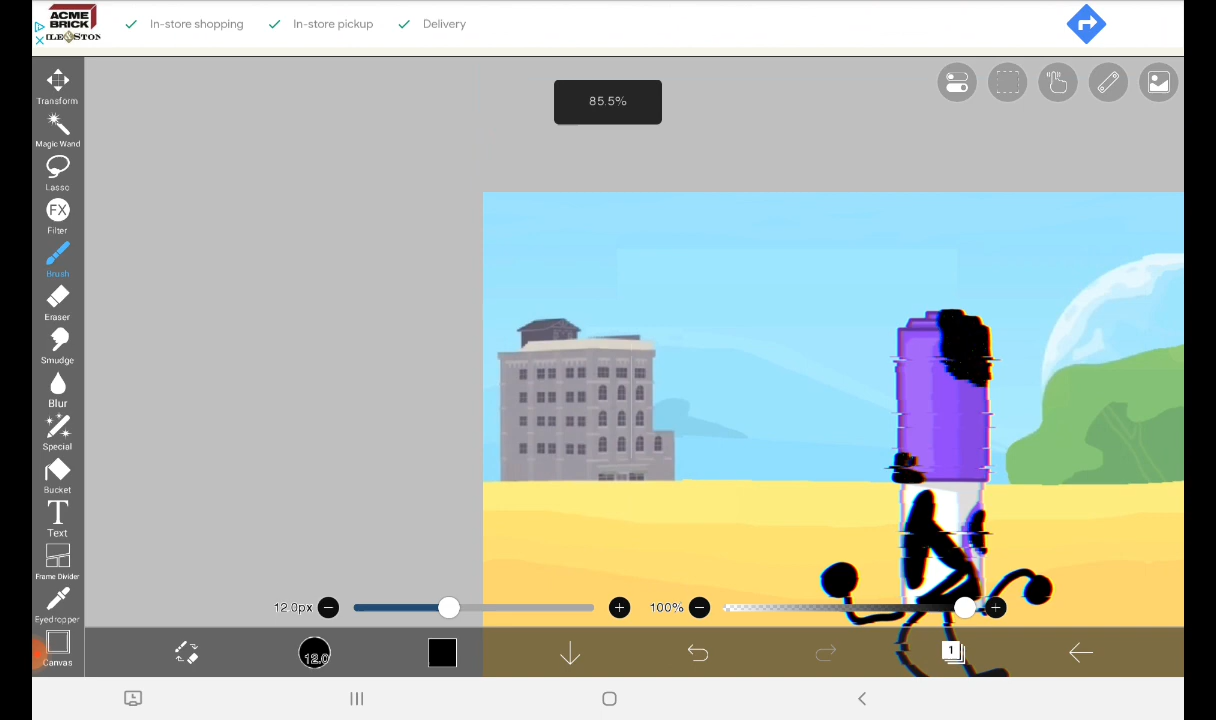 ACME
BRICK
In-store shopping
In-store pickup
Delivery
85.5%
Transform
Magic Wand
Lasso
FX
Filter
Brush
Eraser
Smudge
Blur
Special
Bucket
T
Text
Frame Divider
Eyedropper
Canvas
12.0px
100%
12.0
1